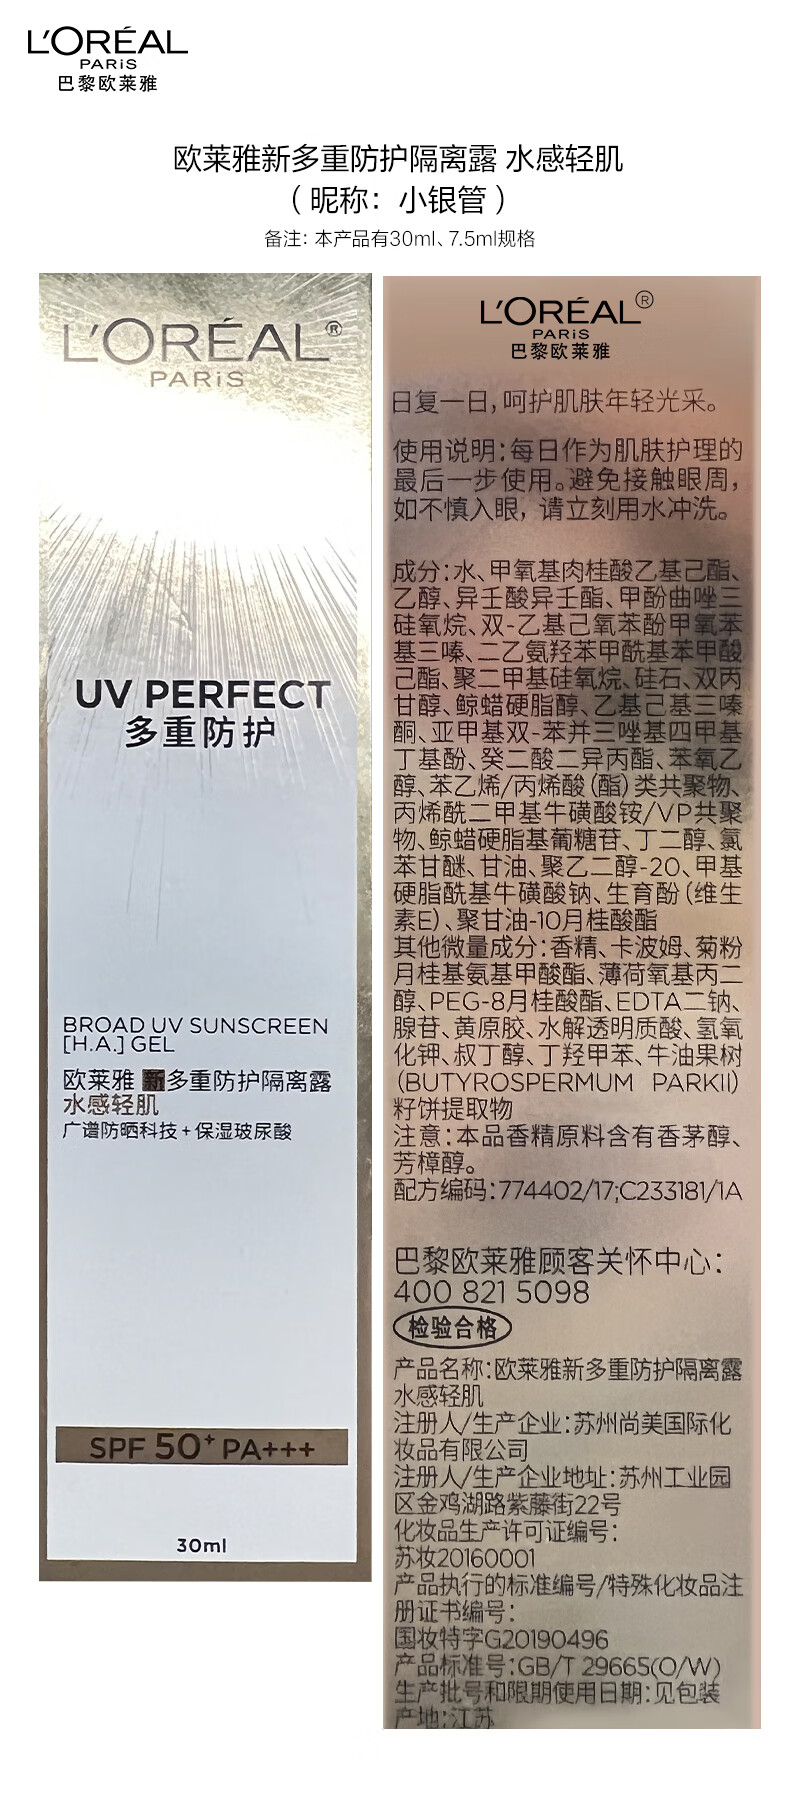 L'ORÉAL
PARiS
巴黎欧莱雅
欧莱雅新多重防护隔离露 水感轻肌
（昵称：小银管）
备注：本产品有30ml、7.5ml规格
L'ORÉAL®
PARiS
UV PERFECT
多重防护
BROAD UV SUNSCREEN
[H.A.] GEL
欧莱雅 新多重防护隔离露
水感轻肌
广谱防晒科技+保湿玻尿酸
SPF 50+ PA+++
30ml
L'ORÉAL®
PARiS
巴黎欧莱雅
日复一日,呵护肌肤年轻光采。
使用说明:每日作为肌肤护理的
最后一步使用。避免接触眼周,
如不慎入眼,请立刻用水冲洗。
成分:水、甲氧基肉桂酸乙基己酯、
乙醇、异壬酸异壬酯、甲酚曲唑三
硅氧烷、双-乙基己氧苯酚甲氧苯
基三嗪、二乙氨羟苯甲酰基苯甲酸
己酯、聚二甲基硅氧烷、硅石、双丙
甘醇、鲸蜡硬脂醇、乙基己基三嗪
酮、亚甲基双-苯并三唑基四甲基
丁基酚、癸二酸二异丙酯、苯氧乙
醇、苯乙烯/丙烯酸(酯)类共聚物、
丙烯酰二甲基牛磺酸铵/VP共聚
物、鲸蜡硬脂基葡糖苷、丁二醇、氯
苯甘醚、甘油、聚乙二醇-20、甲基
硬脂酰基牛磺酸钠、生育酚(维生
素E)、聚甘油-10月桂酸酯
其他微量成分:香精、卡波姆、菊粉
月桂基氨基甲酸酯、薄荷氧基丙二
醇、PEG-8月桂酸酯、EDTA二钠、
腺苷、黄原胶、水解透明质酸、氢氧
化钾、叔丁醇、丁羟甲苯、牛油果树
(BUTYROSPERMUM PARKII)
籽饼提取物
注意:本品香精原料含有香茅醇、
芳樟醇。
配方编码:774402/17;C233181/1A
巴黎欧莱雅顾客关怀中心:
400 821 5098
检验合格
产品名称:欧莱雅新多重防护隔离露
水感轻肌
注册人/生产企业:苏州尚美国际化
妆品有限公司
注册人/生产企业地址:苏州工业园
区金鸡湖路紫藤街22号
化妆品生产许可证编号:
苏妆20160001
产品执行的标准编号/特殊化妆品注
册证书编号:
国妆特字G20190496
产品标准号:GB/T 29665(O/W)
生产批号和限期使用日期:见包装
产地:江苏